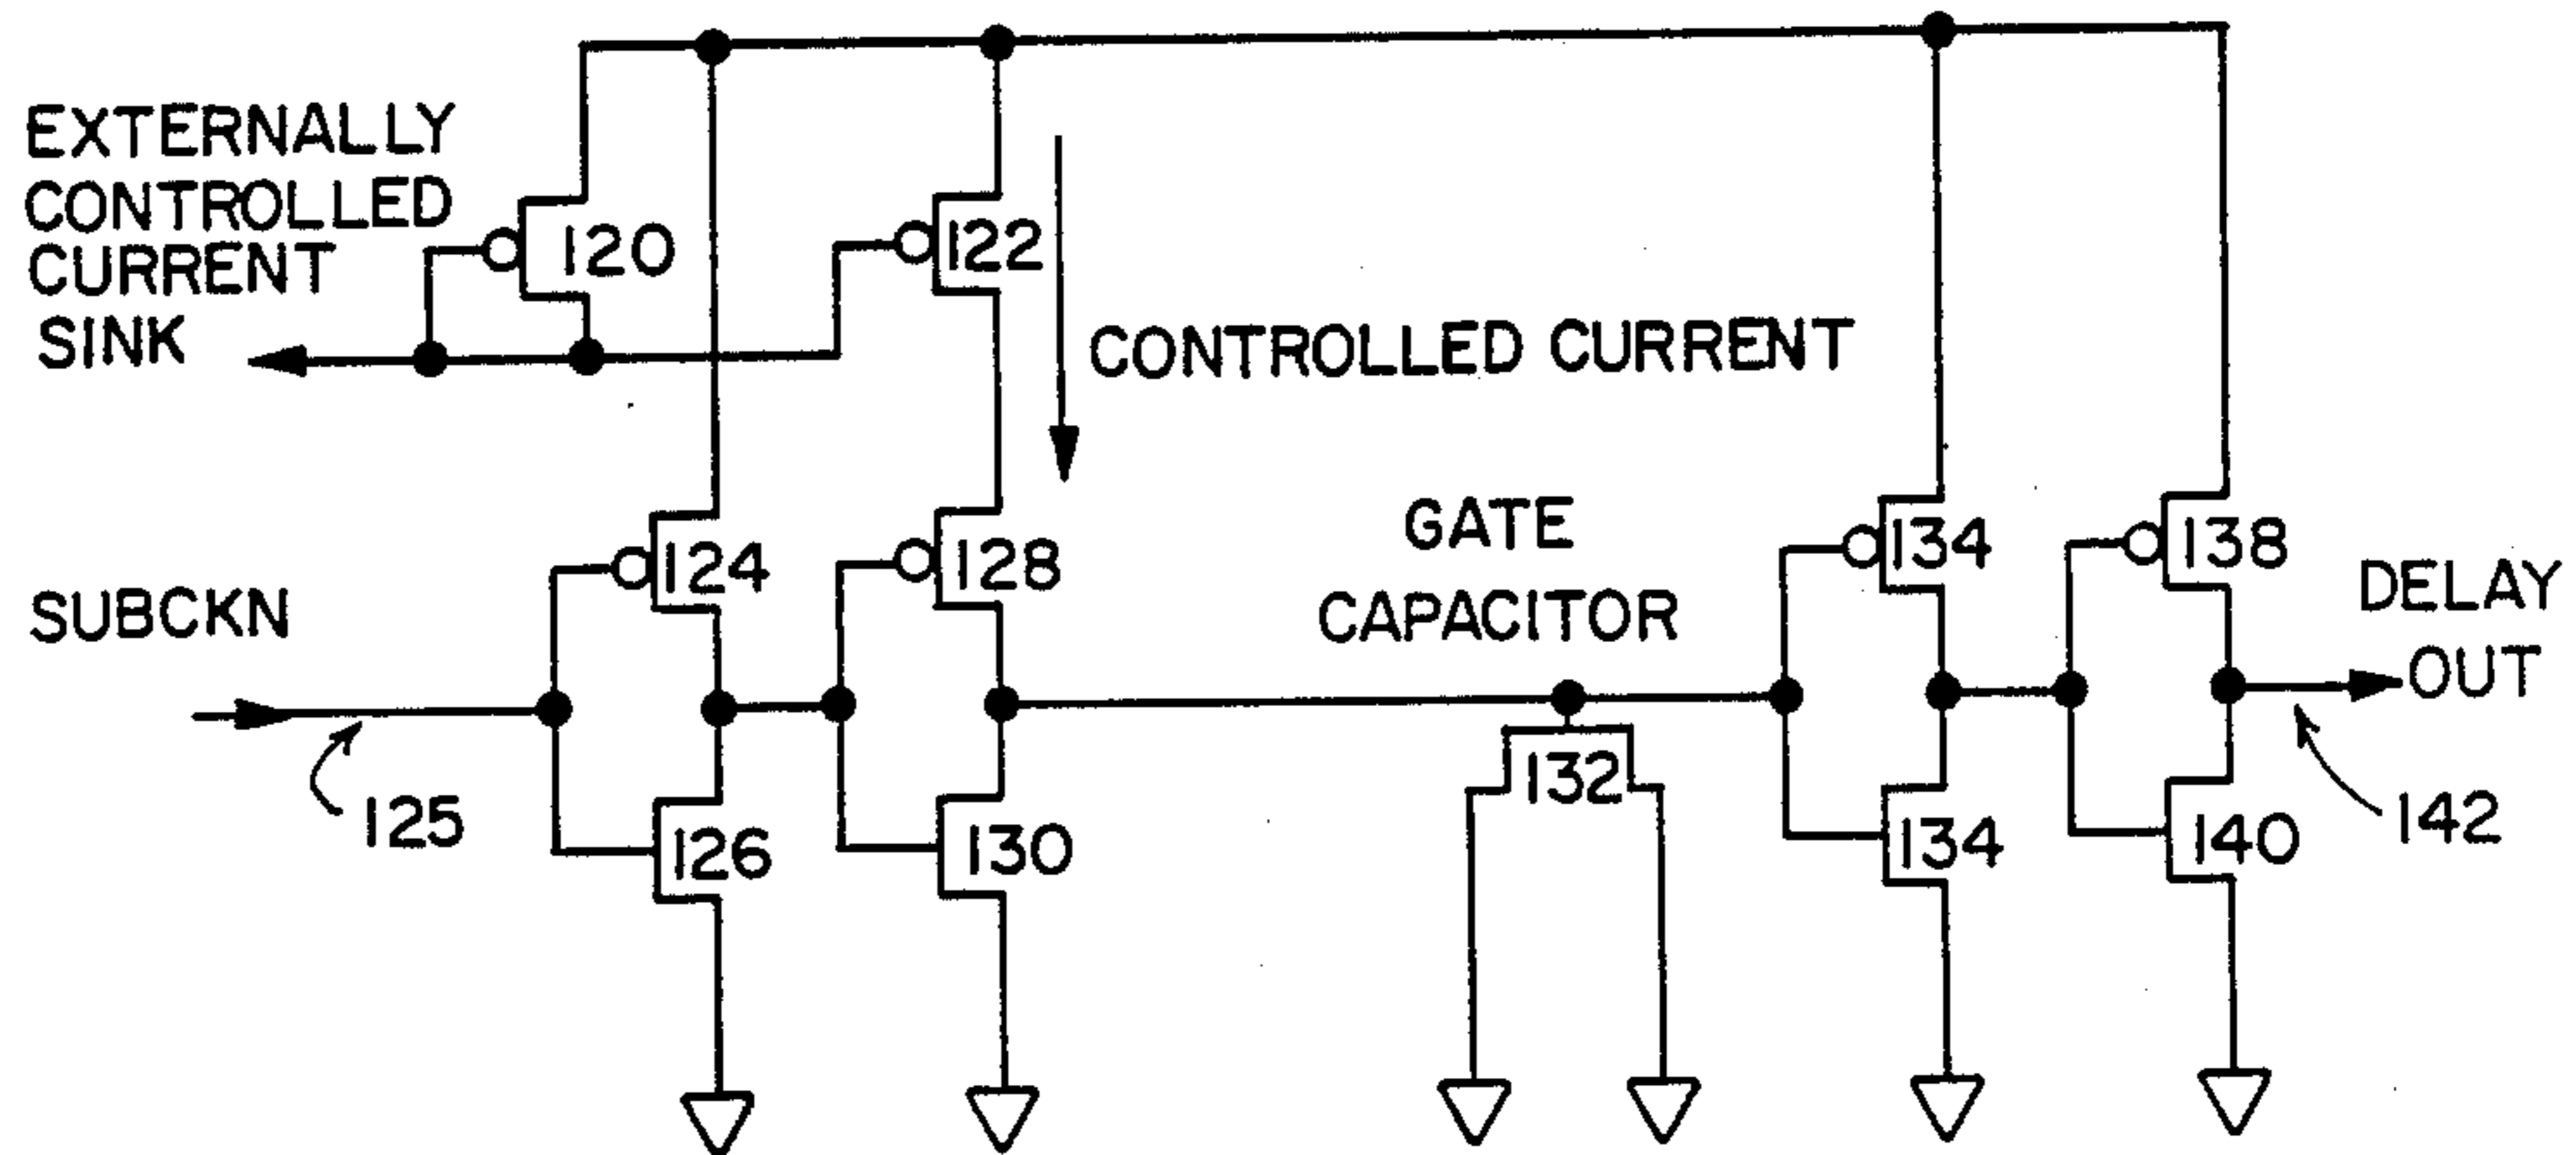 EXTERNALLY
CONTROLLED
CURRENT
SINK
120
122
CONTROLLED CURRENT
SUBCKN
124
128
GATE
CAPACITOR
134
138
DELAY
OUT
125
126
130
132
134
140
142